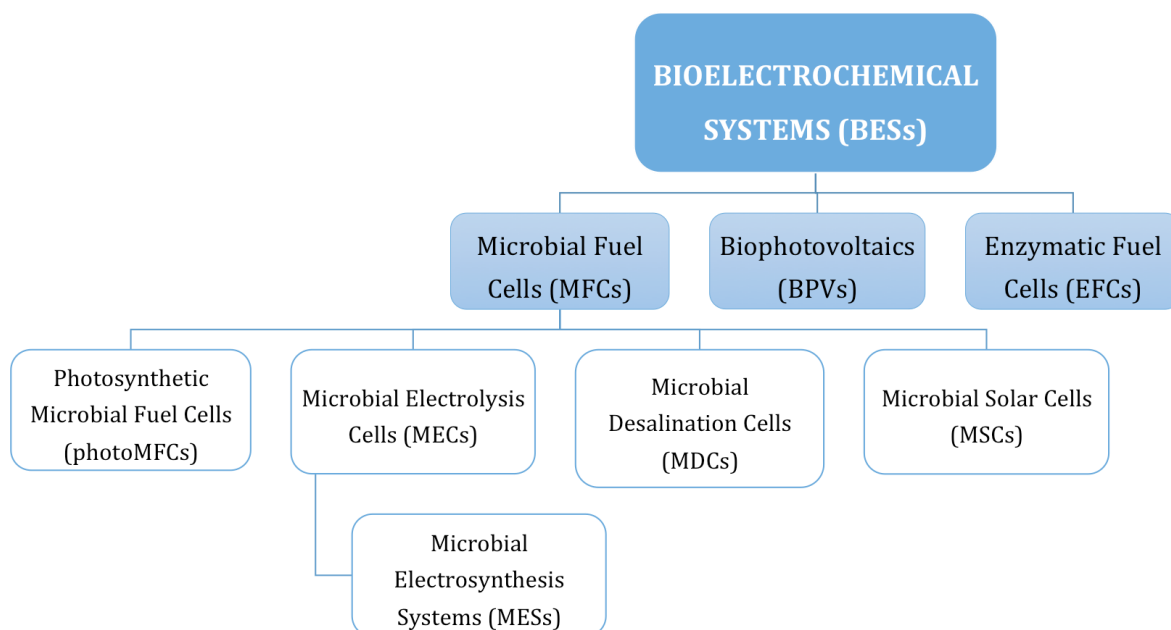 BIOELECTROCHEMICAL
SYSTEMS (BESs)
Microbial Fuel
Cells (MFCs)
Biophotovoltaics
(BPVs)
Enzymatic Fuel
Cells (EFCs)
Photosynthetic
Microbial Fuel Cells
(photoMFCs)
Microbial Electrolysis
Cells (MECs)
Microbial
Desalination Cells
(MDCs)
Microbial Solar Cells
(MSCs)
Microbial
Electrosynthesis
Systems (MESs)